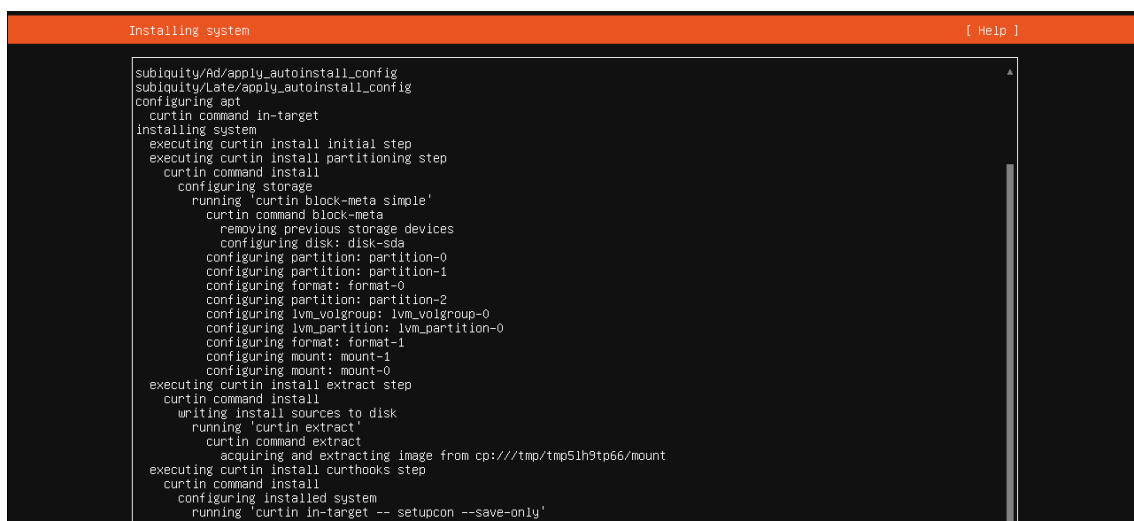 Installing system [ Help ]
subiquity/Ad/apply_autoinstall_config
subiquity/Late/apply_autoinstall_config
configuring apt
curtin command in-target
installing system
executing curtin install initial step
executing curtin install partitioning step
curtin command install
configuring storage
running 'curtin block-meta simple'
curtin command block-meta
removing previous storage devices
configuring disk: disk-sda
configuring partition: partition-0
configuring partition: partition-1
configuring format: format-0
configuring partition: partition-2
configuring lvm_volgroup: lvm_volgroup-0
configuring lvm_partition: lvm_partition-0
configuring format: format-1
configuring mount: mount-1
configuring mount: mount-0
executing curtin install extract step
curtin command install
writing install sources to disk
running 'curtin extract'
curtin command extract
acquiring and extracting image from cp:///tmp/tmp5lh9tp66/mount
executing curtin install curthooks step
curtin command install
configuring installed system
running 'curtin in-target -- setupcon --save-only'